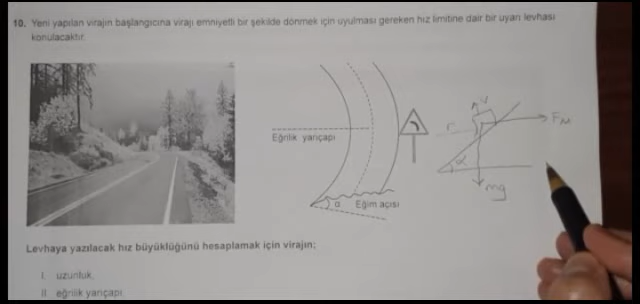 10. Yeni yapılan virajın başlangıcına virajı emniyetli bir şekilde dönmek için uyulması gereken hız limitine dair bir uyarı levhası
konulacaktır.
Eğrilik yarıçapı
α Eğim açısı
r
FM
α
mg
Levhaya yazılacak hız büyüklüğünü hesaplamak için virajın;
I. uzunluk,
II. eğrilik yarıçapı